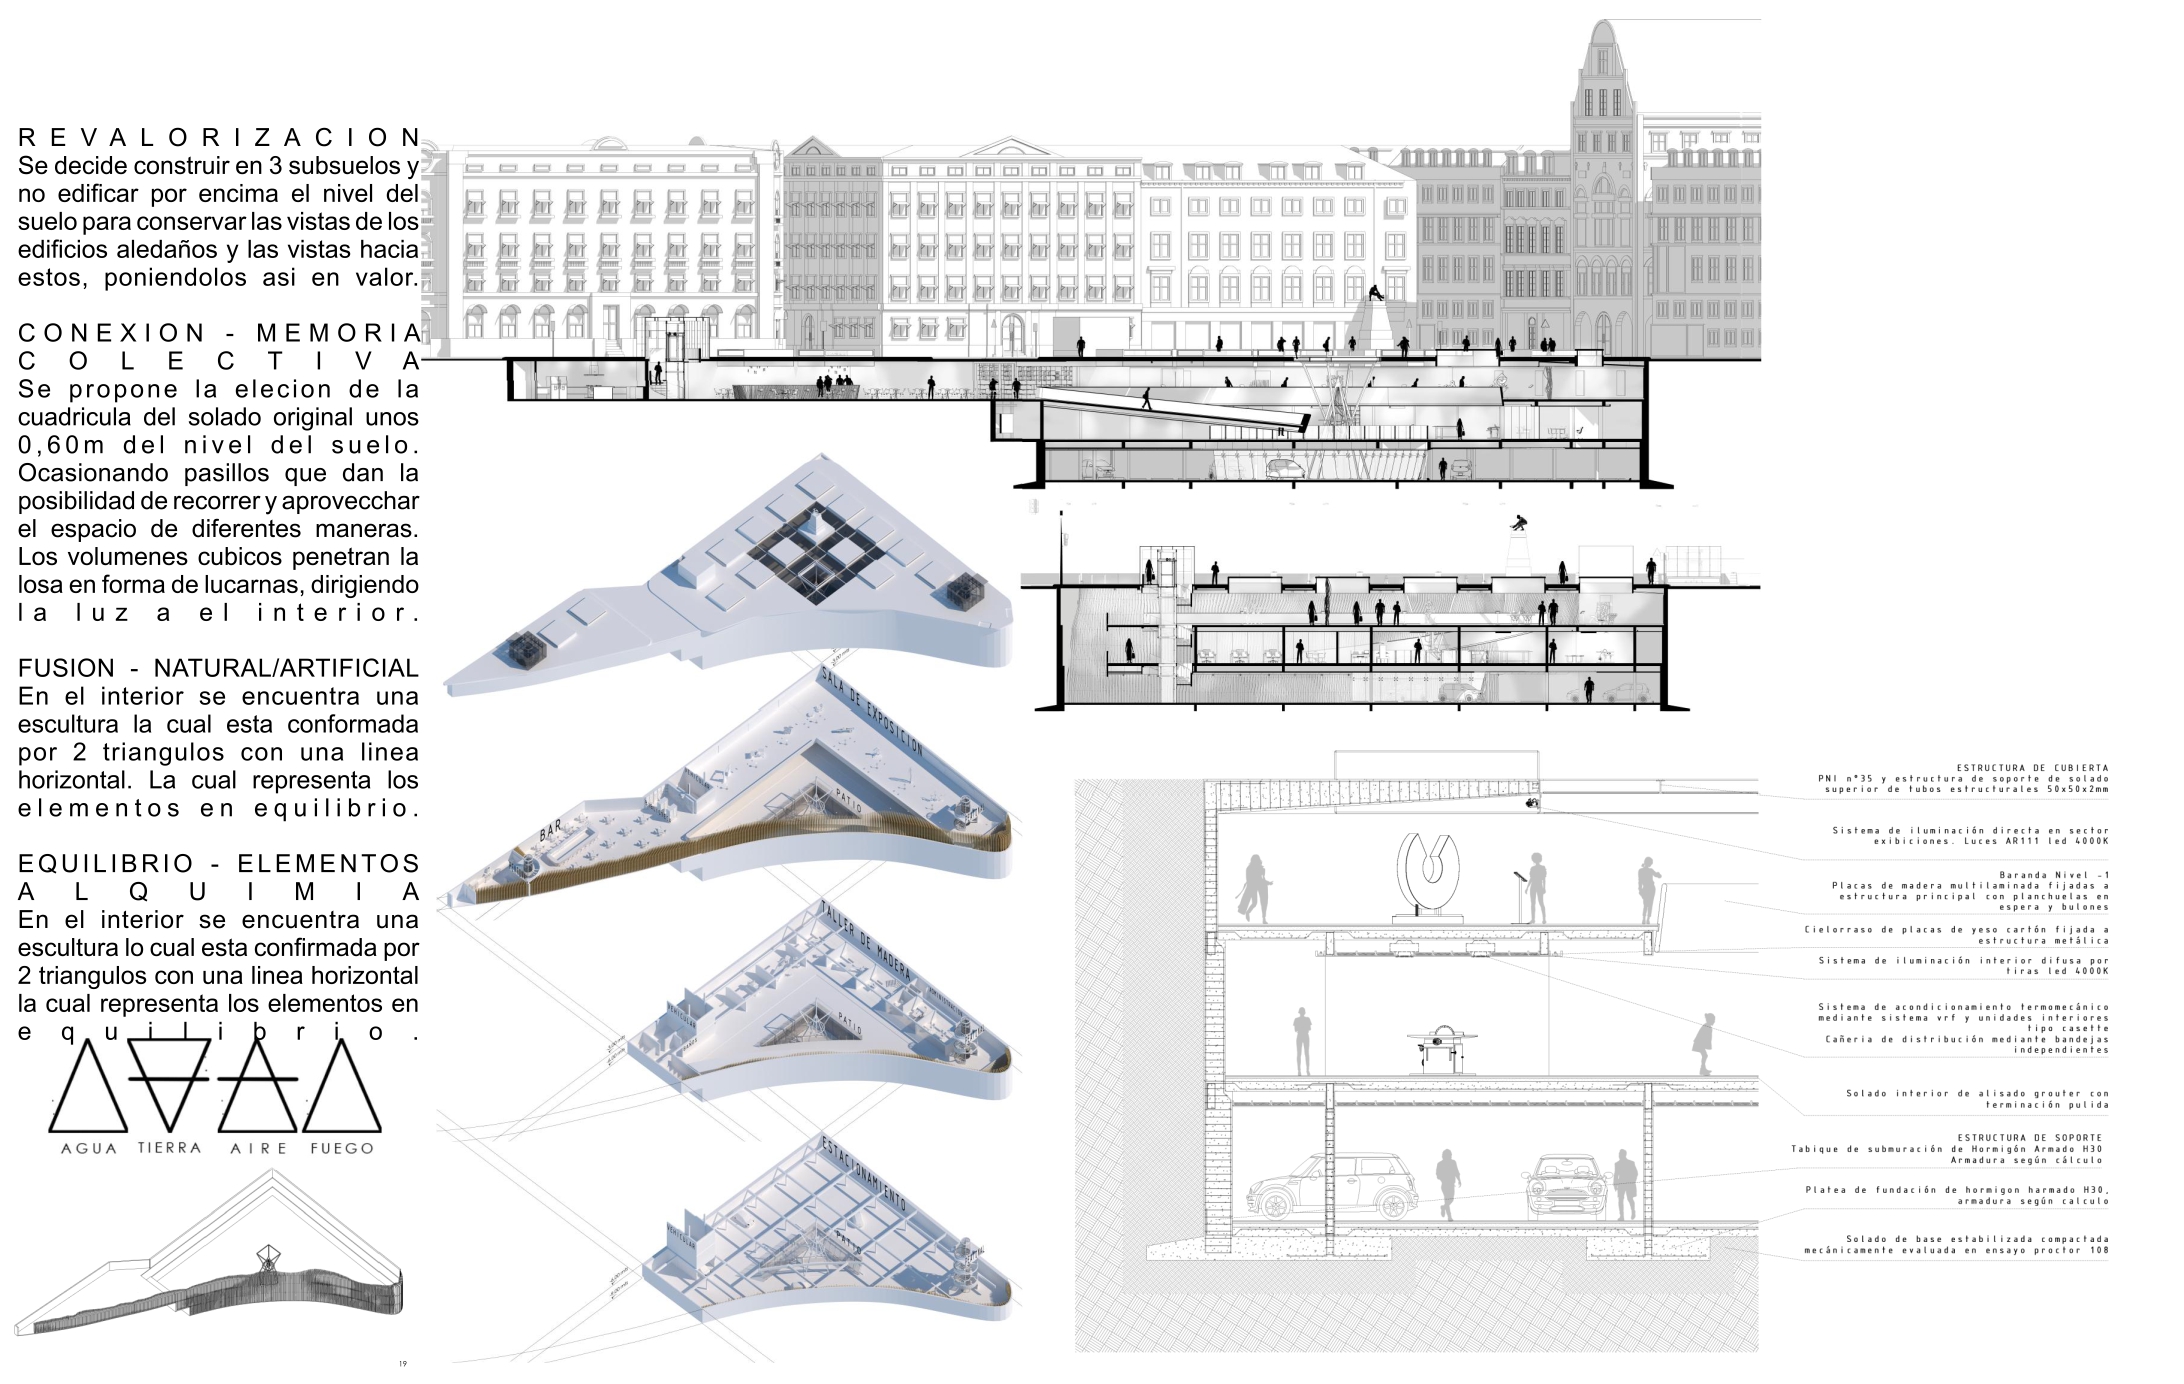 REVALORIZACION
Se decide construir en 3 subsuelos y
no edificar por encima el nivel del
suelo para conservar las vistas de los
edificios aledaños y las vistas hacia
estos, poniendolos asi en valor.
CONEXION - MEMORIA
COLECTIVA
Se propone la elecion de la
cuadricula del solado original unos
0,60m del nivel del suelo.
Ocasionando pasillos que dan la
posibilidad de recorrer y aprovecchar
el espacio de diferentes maneras.
Los volumenes cubicos penetran la
losa en forma de lucarnas, dirigiendo
la luz a el interior.
FUSION - NATURAL/ARTIFICIAL
En el interior se encuentra una
escultura la cual esta conformada
por 2 triangulos con una linea
horizontal. La cual representa los
elementos en equilibrio.
EQUILIBRIO - ELEMENTOS
ALQUIMIA
En el interior se encuentra una
escultura lo cual esta confirmada por
2 triangulos con una linea horizontal
la cual representa los elementos en
equilibrio.
AGUA TIERRA AIRE FUEGO
19
SALA DE EXPOSICION
PATIO
BAR
TALLER DE MADERA
VEHICULAR
PATIO
ESTACIONAMIENTO
VEHICULAR
PATIO
ESTRUCTURA DE CUBIERTA
PNI n°35 y estructura de soporte de solado
superior de tubos estructurales 50x50x2mm
Sistema de iluminación directa en sector
exibiciones. Luces AR111 led 4000K
Baranda Nivel -1
Placas de madera multilaminada fijadas a
estructura principal con planchuelas en
espera y bulones
Cielorraso de placas de yeso cartón fijada a
estructura metálica
Sistema de iluminación interior difusa por
tiras led 4000K
Sistema de acondicionamiento termomecánico
mediante sistema vrf y unidades interiores
tipo casette
Cañeria de distribución mediante bandejas
independientes
Solado interior de alisado grouter con
terminación pulida
ESTRUCTURA DE SOPORTE
Tabique de submuración de Hormigón Armado H30
Armadura según cálculo
Platea de fundación de hormigon harmado H30,
armadura según calculo
Solado de base estabilizada compactada
mecánicamente evaluada en ensayo proctor 108